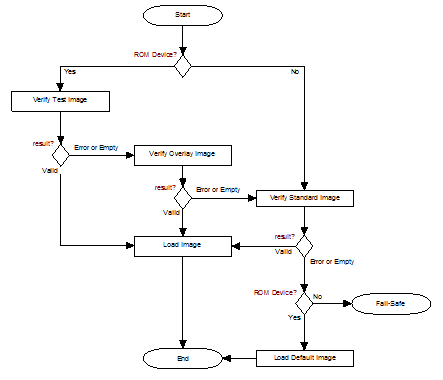 Start
ROM Device?
Yes
No
Verify Test Image
result?
Error or Empty
Valid
Verify Overlay Image
result?
Error or Empty
Valid
Verify Standard Image
result?
Valid
Error or Empty
Load Image
ROM Device?
No
Yes
Fail-Safe
End
Load Default Image